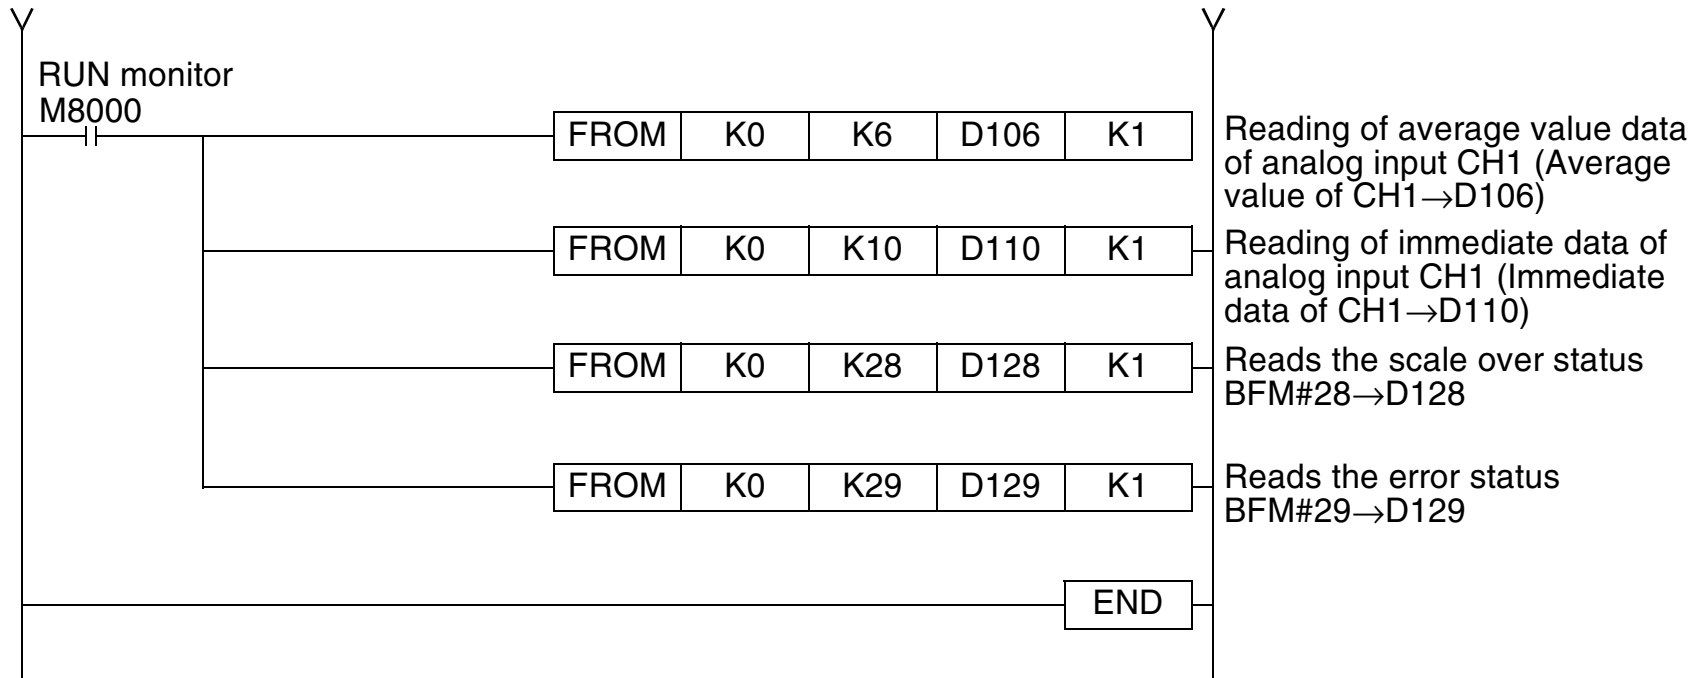 RUN monitor
M8000
FROM K0 K6 D106 K1
Reading of average value data
of analog input CH1 (Average
value of CH1→D106)
FROM K0 K10 D110 K1
Reading of immediate data of
analog input CH1 (Immediate
data of CH1→D110)
FROM K0 K28 D128 K1
Reads the scale over status
BFM#28→D128
FROM K0 K29 D129 K1
Reads the error status
BFM#29→D129
END